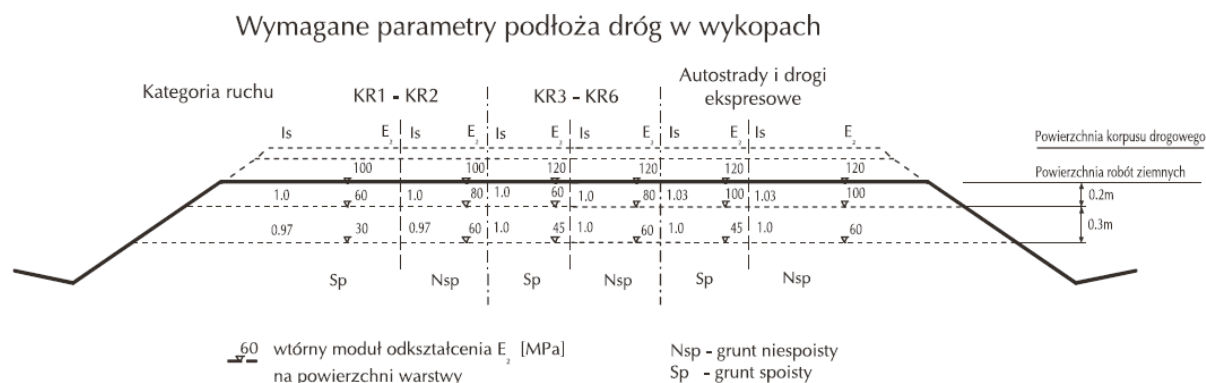 Wymagane parametry podłoża dróg w wykopach
Kategoria ruchu
KR1 - KR2
KR3 - KR6
Autostrady i drogi
ekspresowe
Is E₂ Is E₂ Is E₂ Is E₂ Is E₂ Is E₂
Powierzchnia korpusu drogowego
100 100 120 120 120 120
Powierzchnia robót ziemnych
1.0 60 1.0 80 1.0 60 1.0 80 1.03 100 1.03 100
0.2m
0.97 30 0.97 60 1.0 45 1.0 60 1.0 45 1.0 60
0.3m
Sp Nsp Sp Nsp Sp Nsp
60 wtórny moduł odkształcenia E₂ [MPa]
na powierzchni warstwy
Nsp - grunt niespoisty
Sp - grunt spoisty